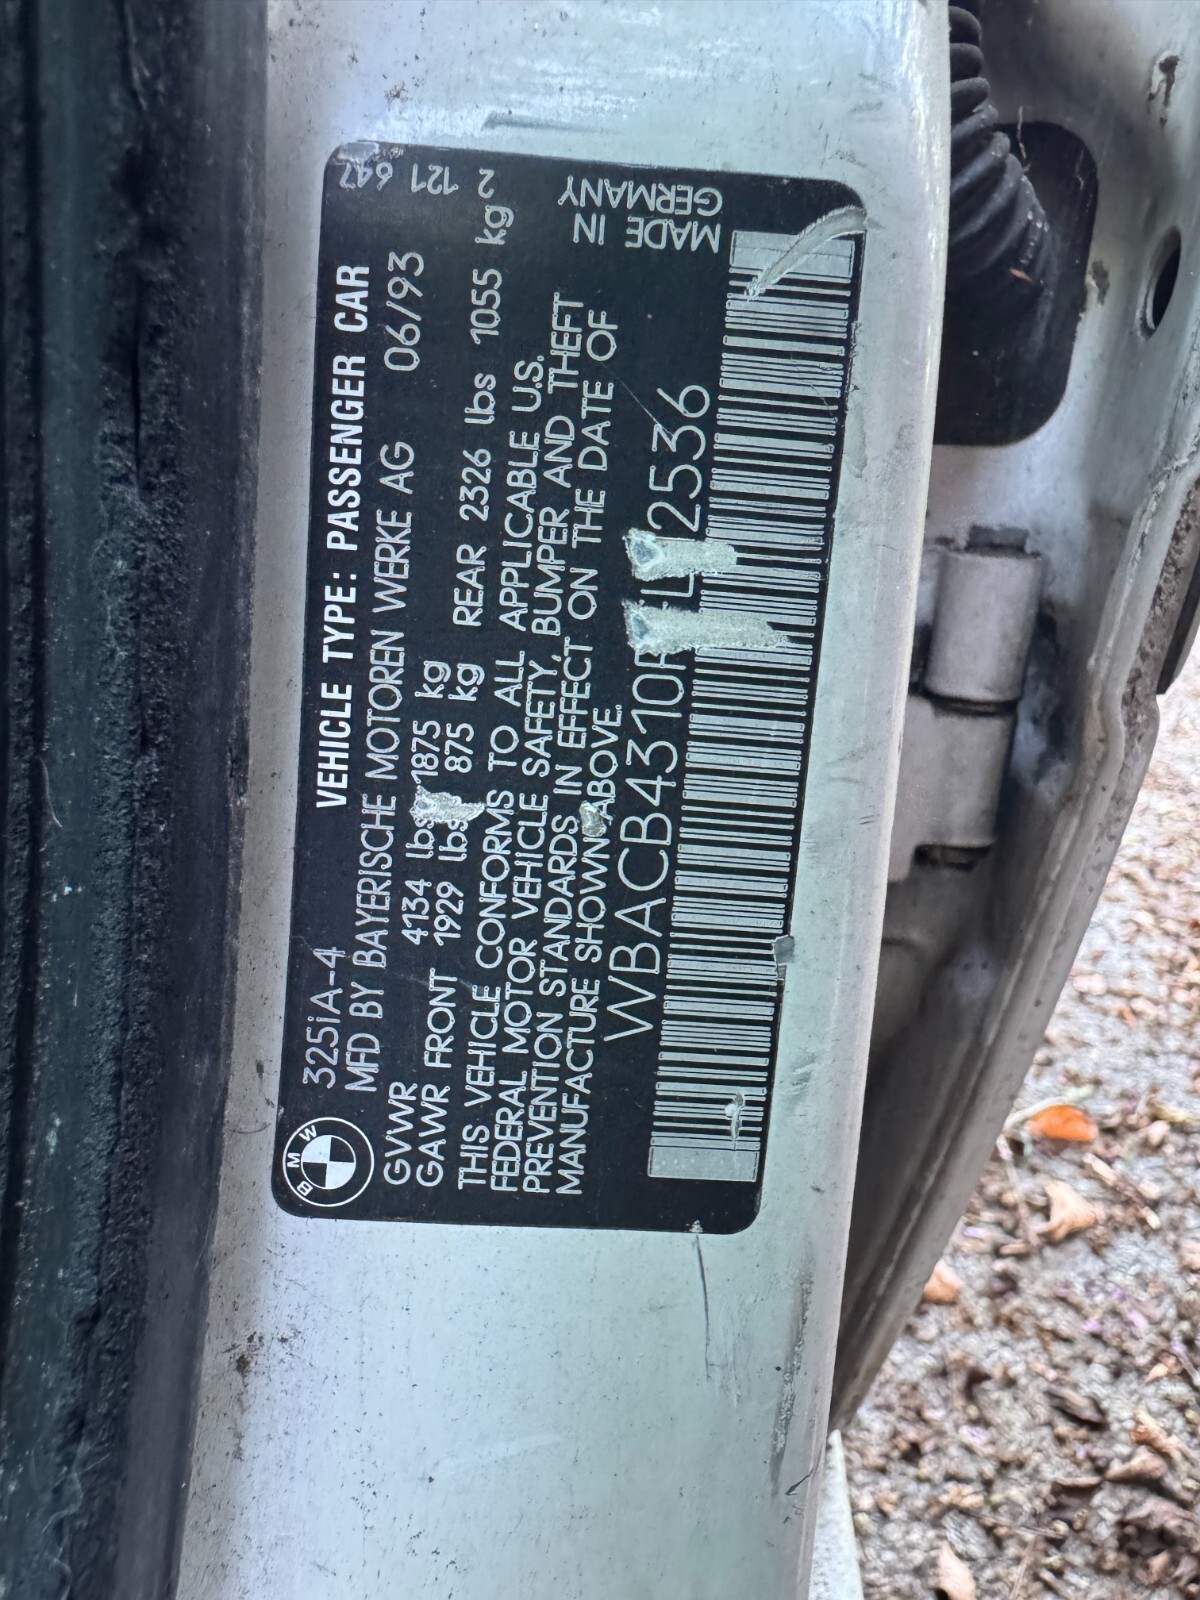 VEHICLE TYPE: PASSENGER CAR
325iA-4
MFD BY BAYERISCHE MOTOREN WERKE AG 06/93
GVWR 4134 lbs 1875 kg
GAWR FRONT 1929 lbs 875 kg REAR 2326 lbs 1055 kg
THIS VEHICLE CONFORMS TO ALL APPLICABLE U.S.
FEDERAL MOTOR VEHICLE SAFETY, BUMPER AND THEFT
PREVENTION STANDARDS IN EFFECT ON THE DATE OF
MANUFACTURE SHOWN ABOVE.
BMW
2 121 647
MADE IN
GERMANY